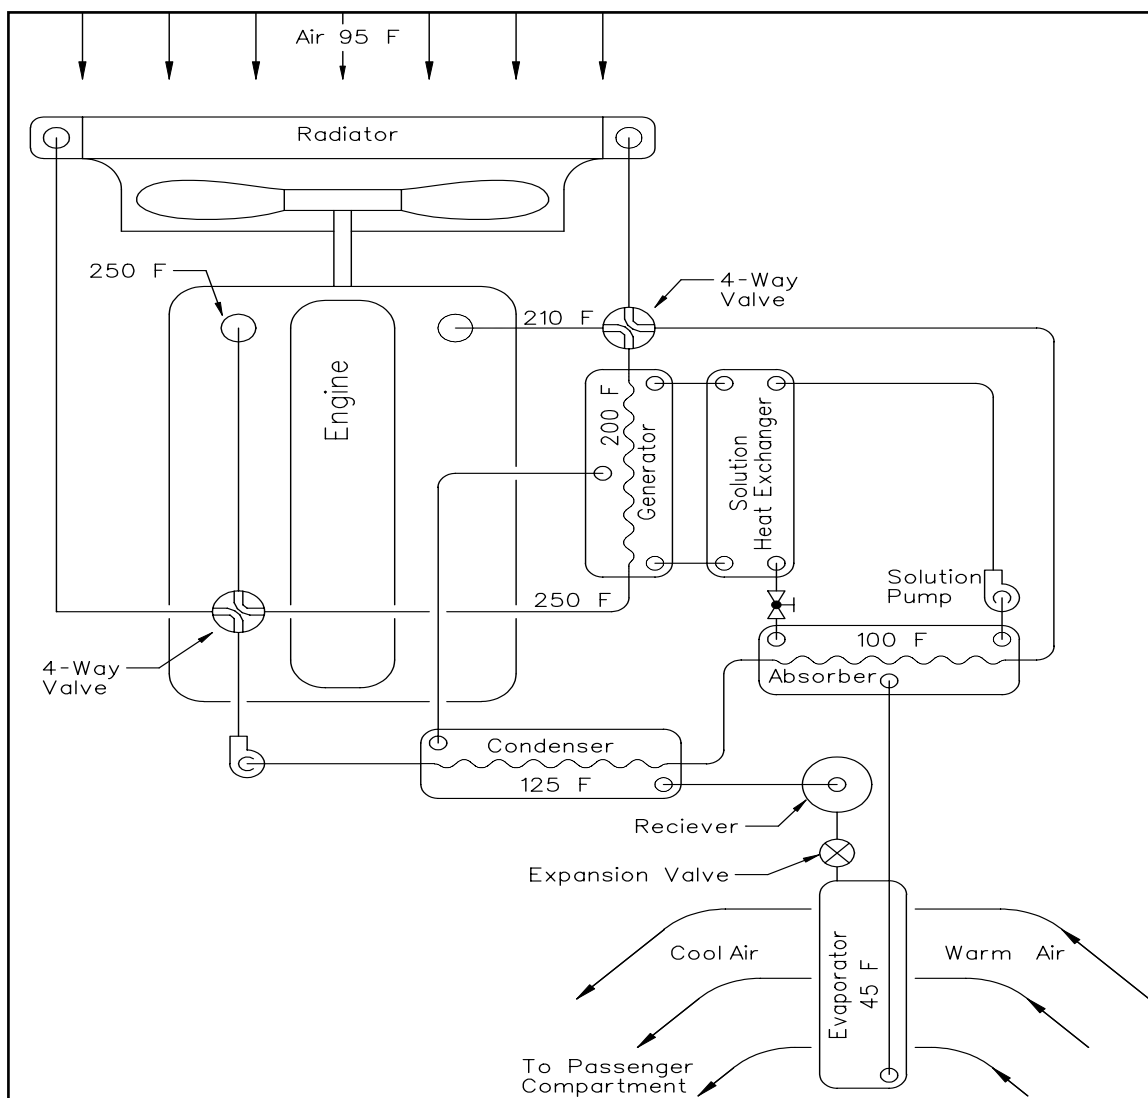 Air 95 F
Radiator
250 F
4-Way
Valve
210 F
Engine
200 F
Generator
Solution
Heat Exchanger
Solution
Pump
250 F
4-Way
Valve
100 F
Absorber
Condenser
125 F
Reciever
Expansion Valve
Cool Air
Evaporator
45 F
Warm Air
To Passenger
Compartment